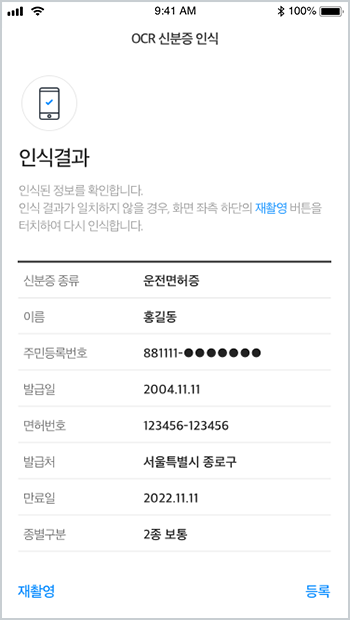 9:41 AM 100%
OCR 신분증 인식
인식결과
인식된 정보를 확인합니다.
인식 결과가 일치하지 않을 경우, 화면 좌측 하단의 재촬영 버튼을
터치하여 다시 인식합니다.
신분증 종류 운전면허증
이름 홍길동
주민등록번호 881111-●●●●●●●
발급일 2004.11.11
면허번호 123456-123456
발급처 서울특별시 종로구
만료일 2022.11.11
종별구분 2종 보통
재촬영 등록